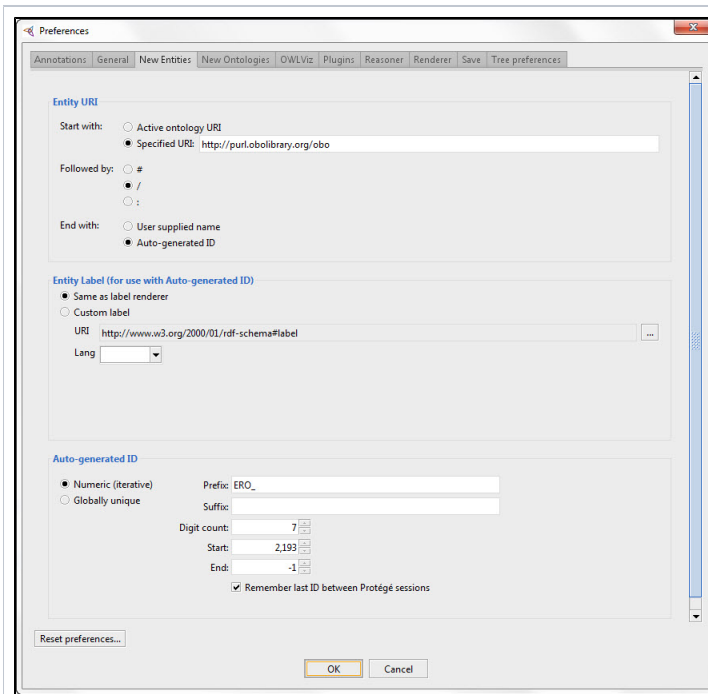 Preferences
Annotations General New Entities New Ontologies OWLViz Plugins Reasoner Renderer Save Tree preferences
Entity URI
Start with: Active ontology URI
Specified URI: http://purl.obolibrary.org/obo
Followed by: #
/
:
End with: User supplied name
Auto-generated ID
Entity Label (for use with Auto-generated ID)
Same as label renderer
Custom label
URI http://www.w3.org/2000/01/rdf-schema#label ...
Lang
Auto-generated ID
Numeric (iterative) Prefix: ERO_
Globally unique Suffix:
Digit count: 7
Start: 2,193
End: -1
Remember last ID between Protégé sessions
Reset preferences...
OK Cancel